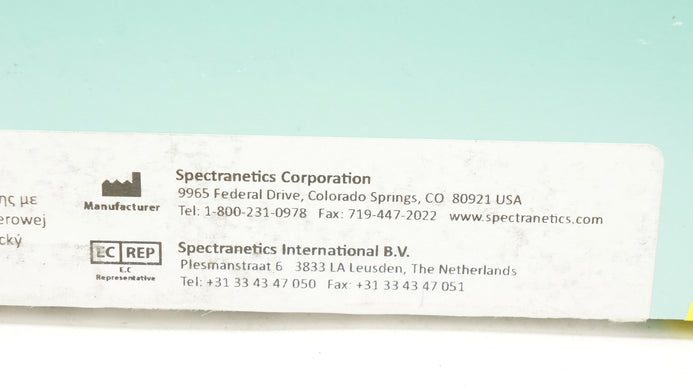 ης με
erowej
cký
Manufacturer
Spectranetics Corporation
9965 Federal Drive, Colorado Springs, CO 80921 USA
Tel: 1-800-231-0978 Fax: 719-447-2022 www.spectranetics.com
EC REP
E.C
Representative
Spectranetics International B.V.
Plesmanstraat 6 3833 LA Leusden, The Netherlands
Tel: +31 33 43 47 050 Fax: +31 33 43 47 051